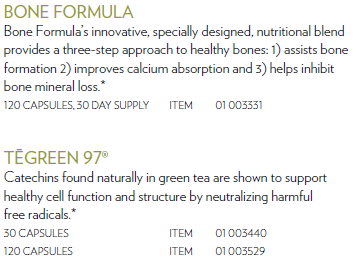 BONE FORMULA
Bone Formula's innovative, specially designed, nutritional blend
provides a three-step approach to healthy bones: 1) assists bone
formation 2) improves calcium absorption and 3) helps inhibit
bone mineral loss.*
120 CAPSULES, 30 DAY SUPPLY ITEM 01 003331
TĒGREEN 97®
Catechins found naturally in green tea are shown to support
healthy cell function and structure by neutralizing harmful
free radicals.*
30 CAPSULES ITEM 01 003440
120 CAPSULES ITEM 01 003529